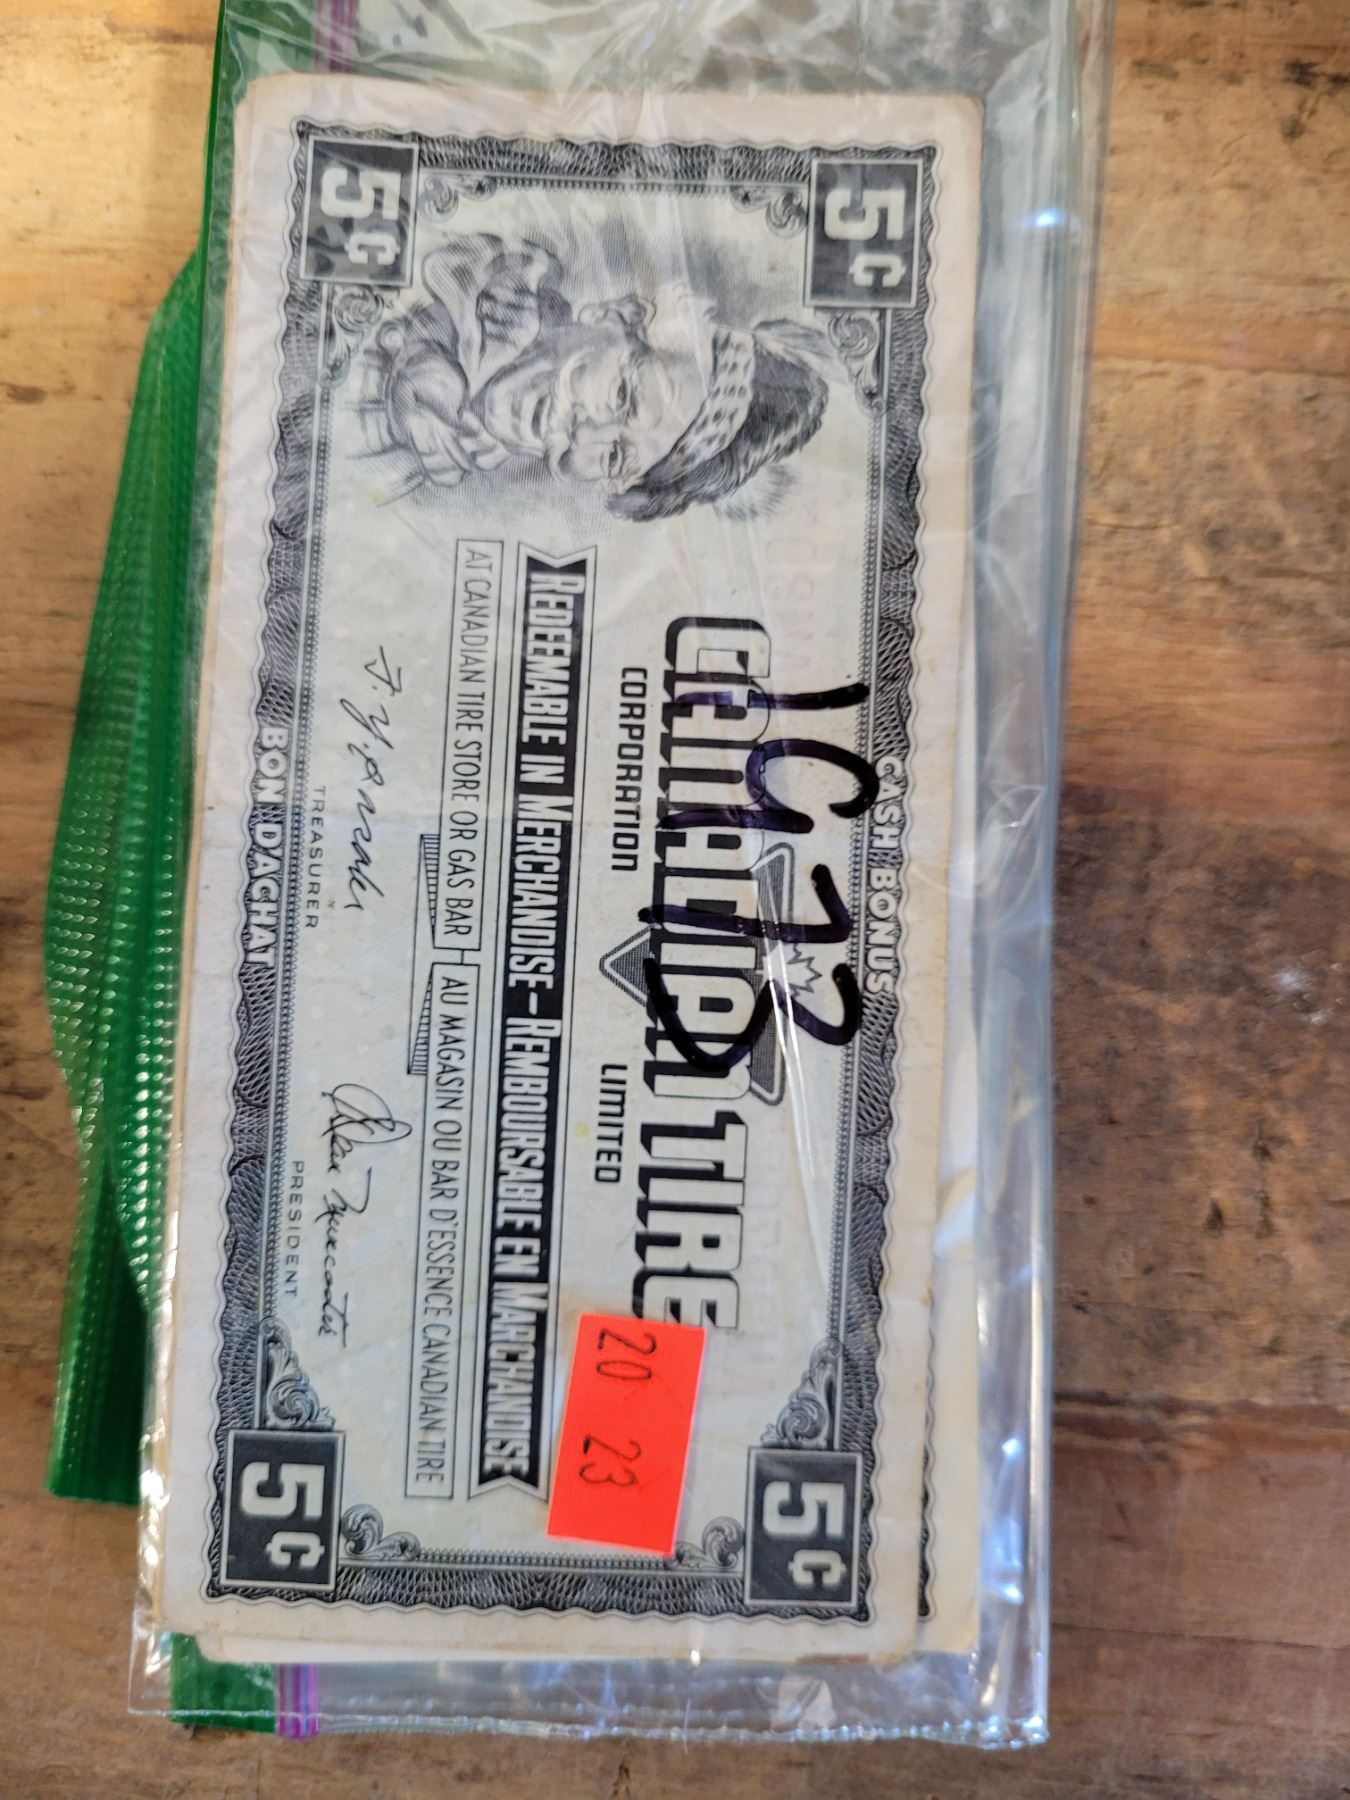 5¢
5¢
CASH BONUS
1973
CANADIAN TIRE
CORPORATION
LIMITED
REDEEMABLE IN MERCHANDISE-REMBOURSABLE EN MARCHANDISE
AT CANADIAN TIRE STORE OR GAS BAR
AU MAGASIN OU BAR D'ESSENCE CANADIAN TIRE
TREASURER
PRESIDENT
BON D'ACHAT
20 23
5¢
5¢